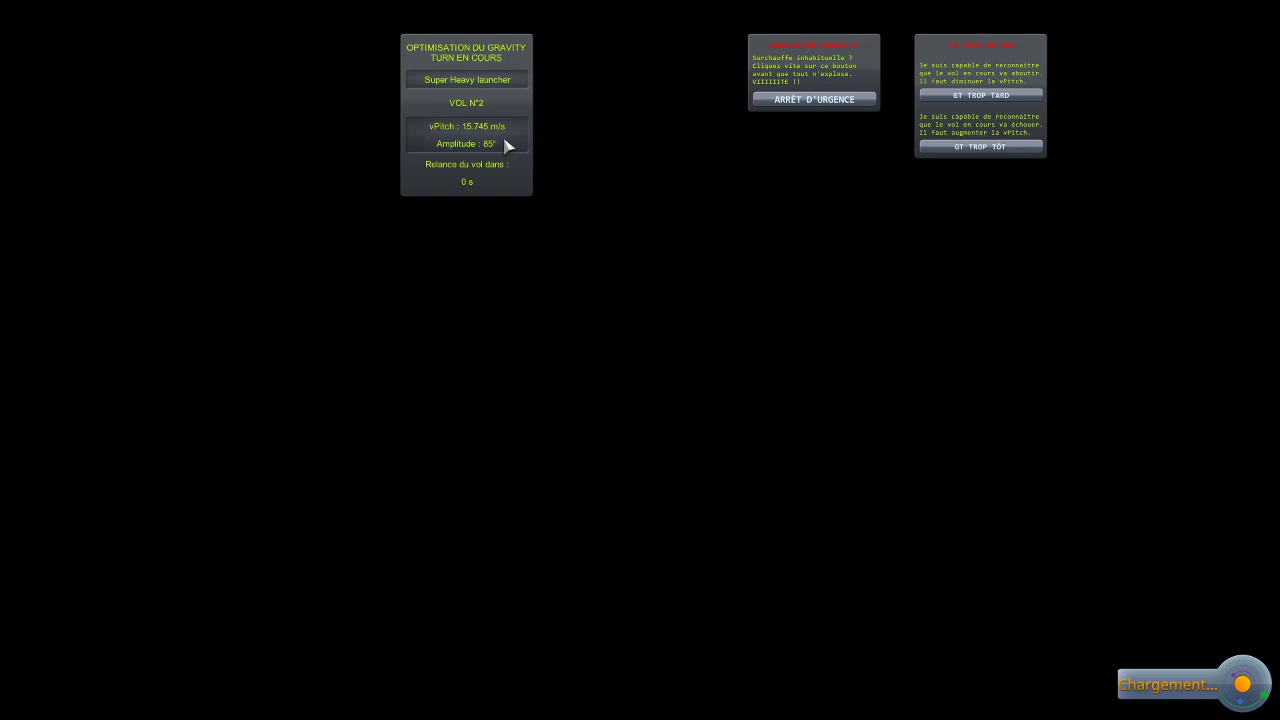 OPTIMISATION DU GRAVITY
TURN EN COURS
Super Heavy launcher
VOL N°2
vPitch : 15.745 m/s
Amplitude : 85°
Relance du vol dans :
0 s
Surchauffe inhabituelle ?
Cliquez vite sur ce bouton
avant que tout n'explose.
VIIIIIITE !!
ARRÊT D'URGENCE
Je suis capable de reconnaitre
que le vol en cours va aboutir.
Il faut diminuer la vPitch.
GT TROP TARD
Je suis capable de reconnaitre
que le vol en cours va échouer.
Il faut augmenter la vPitch.
GT TROP TÔT
Chargement...